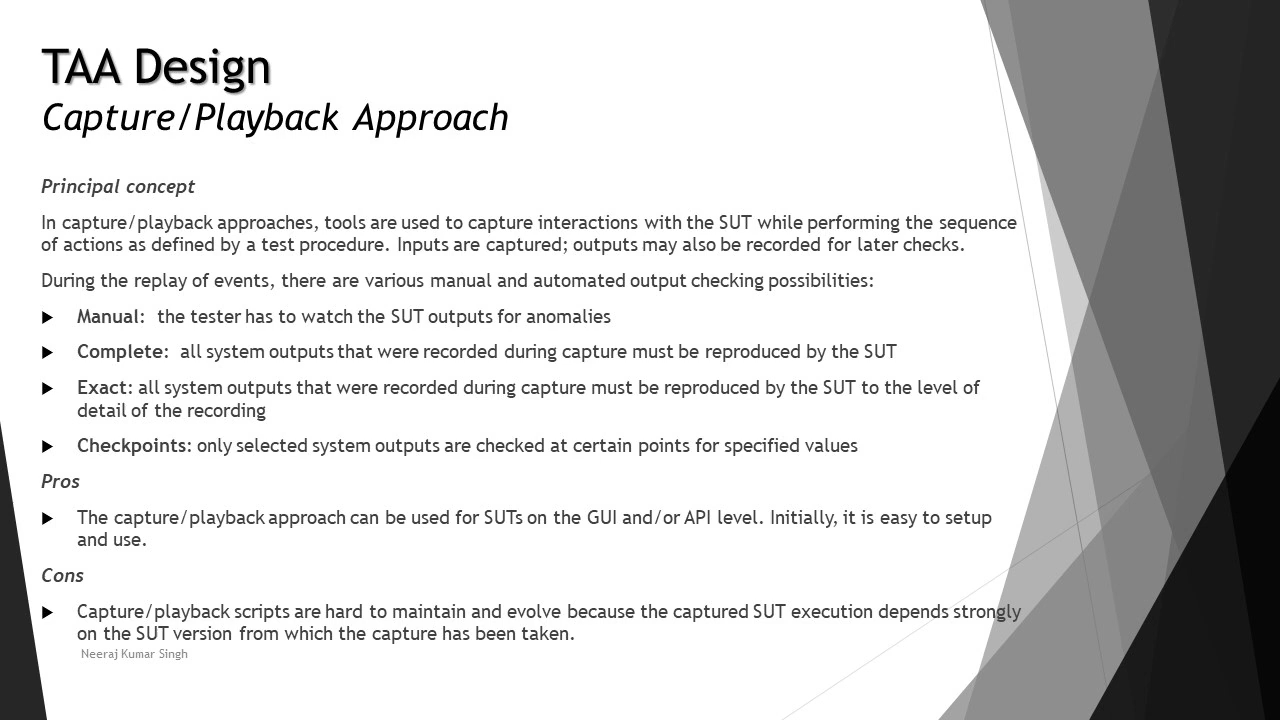 TAA Design
Capture/Playback Approach
Principal concept
In capture/playback approaches, tools are used to capture interactions with the SUT while performing the sequence
of actions as defined by a test procedure. Inputs are captured; outputs may also be recorded for later checks.
During the replay of events, there are various manual and automated output checking possibilities:
Manual: the tester has to watch the SUT outputs for anomalies
Complete: all system outputs that were recorded during capture must be reproduced by the SUT
Exact: all system outputs that were recorded during capture must be reproduced by the SUT to the level of
detail of the recording
Checkpoints: only selected system outputs are checked at certain points for specified values
Pros
The capture/playback approach can be used for SUTs on the GUI and/or API level. Initially, it is easy to setup
and use.
Cons
Capture/playback scripts are hard to maintain and evolve because the captured SUT execution depends strongly
on the SUT version from which the capture has been taken.
Neeraj Kumar Singh